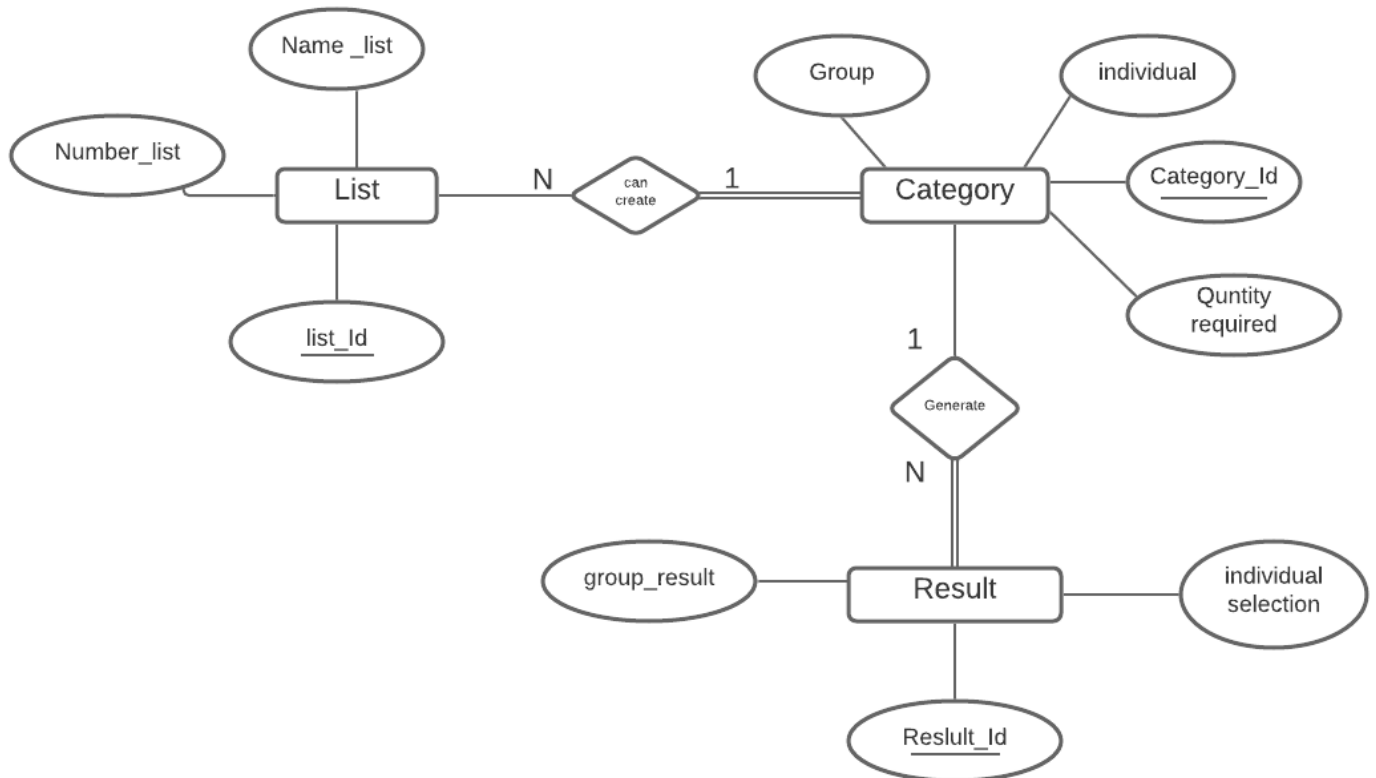 Name _list
Group
individual
Number_list
List
N
can
create
1
Category
Category_Id
Quntity
required
list_Id
1
Generate
N
group_result
Result
individual
selection
Reslult_Id